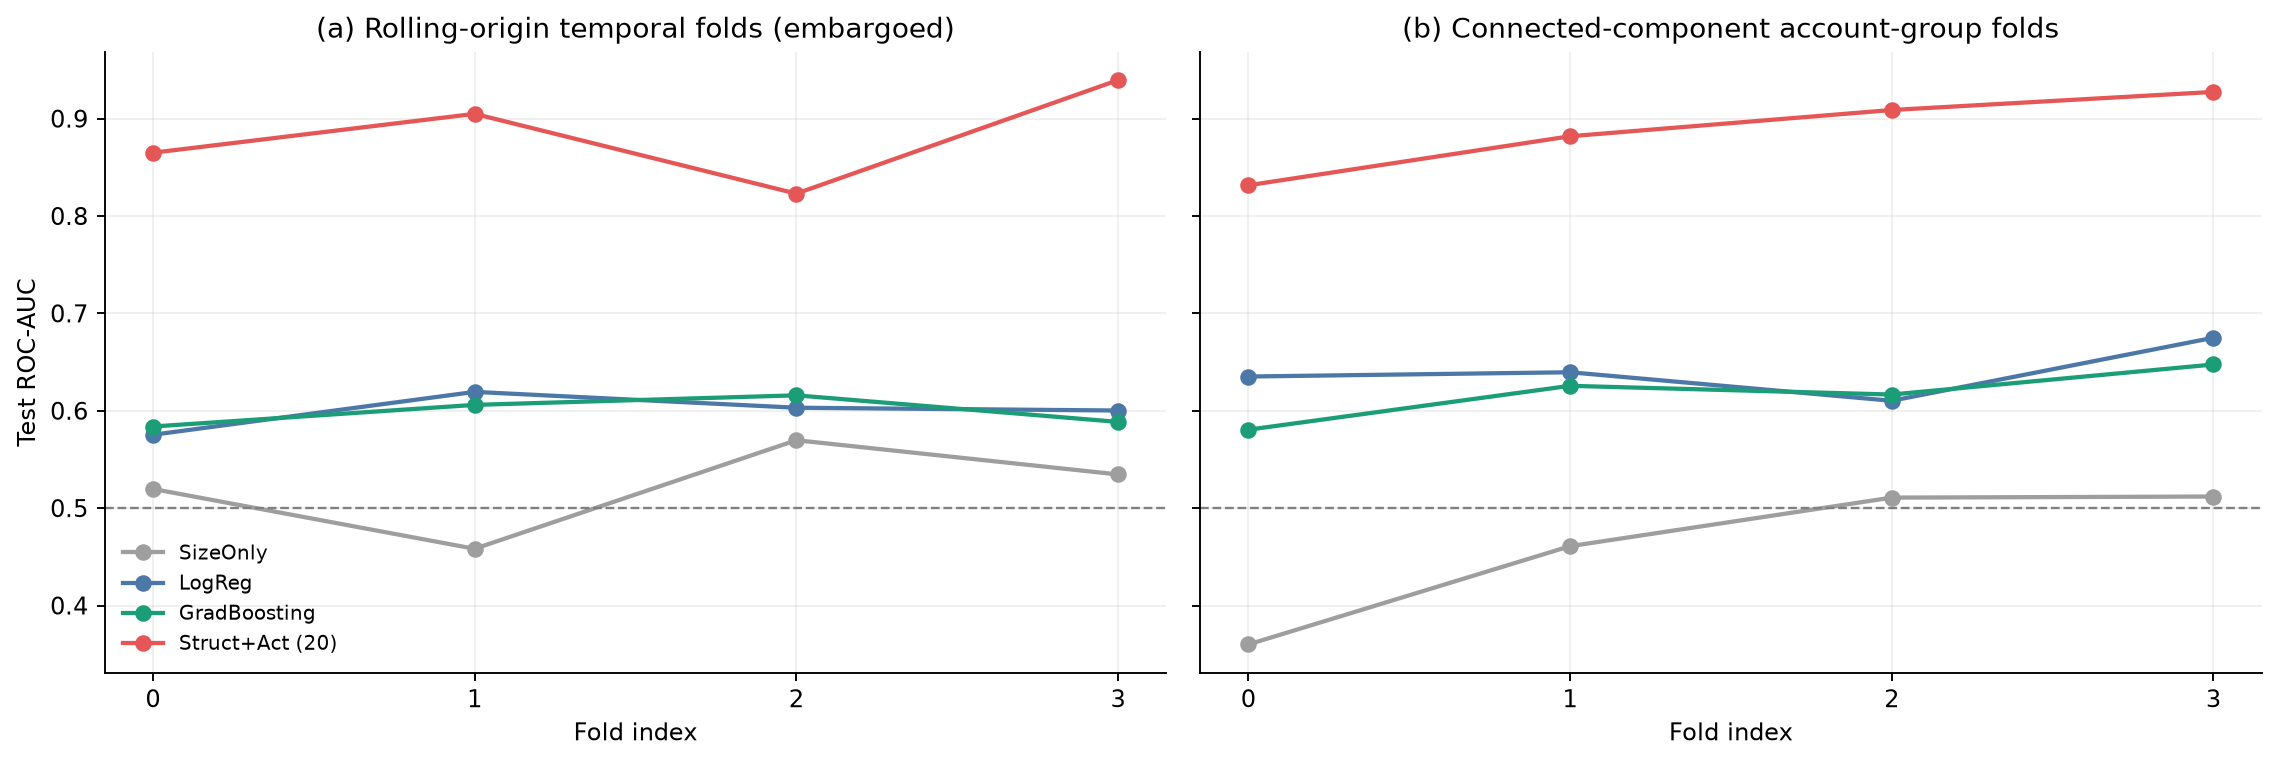 (a) Rolling-origin temporal folds (embargoed)
Test ROC-AUC
0.9
0.8
0.7
0.6
0.5
0.4
SizeOnly
LogReg
GradBoosting
Struct+Act (20)
0 1 2 3
Fold index
(b) Connected-component account-group folds
0 1 2 3
Fold index